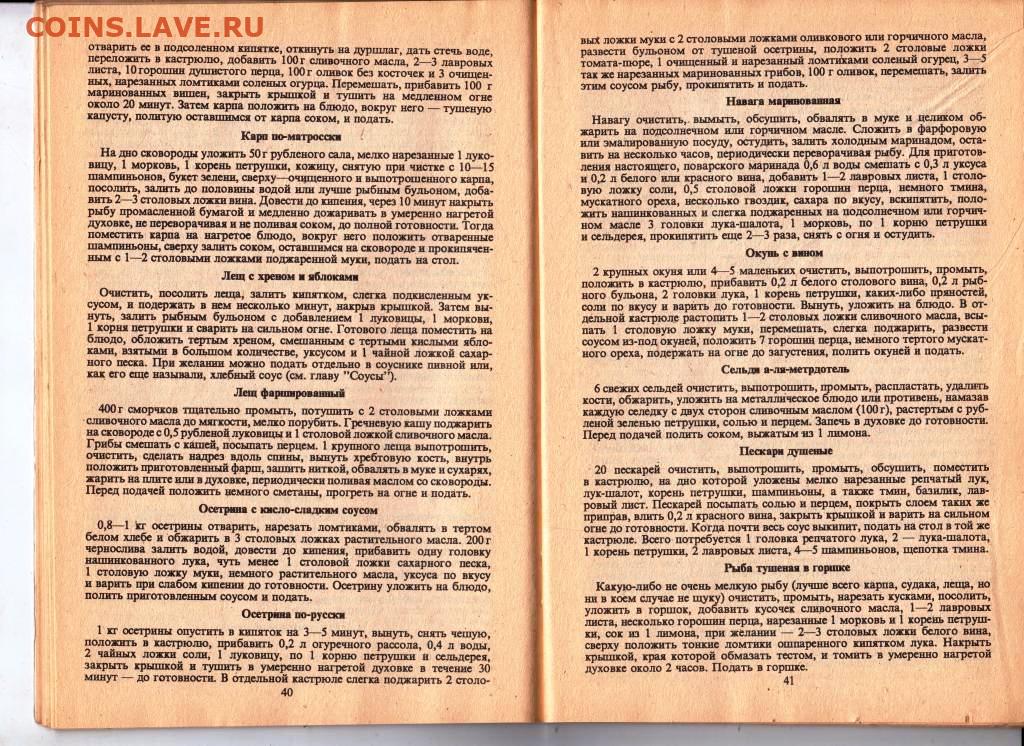 COINS.LAVE.RU
отварить ее в подсоленном кипятке, откинуть на дуршлаг, дать стечь воде,
переложить в кастрюлю, добавить 100 г сливочного масла, 2—3 лавровых
листа, 10 горошин душистого перца, 100 г оливок без косточек и 3 очищен-
ных, нарезанных ломтиками соленых огурца. Перемешать, прибавить 100 г
маринованных вишен, закрыть крышкой и тушить на медленном огне
около 20 минут. Затем карпа положить на блюдо, вокруг него — тушеную
капусту, политую оставшимся от карпа соком, и подать.
Карп по-матросски
На дно сковороды уложить 50 г рубленого сала, мелко нарезанные 1 луко-
вицу, 1 морковь, 1 корень петрушки, кожицу, снятую при чистке с 10—15
шампиньонов, букет зелени, сверху—очищенного и выпотрошенного карпа,
посолить, залить до половины водой или лучше рыбным бульоном, доба-
вить 2—3 столовых ложки вина. Довести до кипения, через 10 минут накрыть
рыбу промасленной бумагой и медленно дожаривать в умеренно нагретой
духовке, не переворачивая и не поливая соком, до полной готовности. Тогда
поместить карпа на нагретое блюдо, вокруг него положить отваренные
шампиньоны, сверху залить соком, оставшимся на сковороде и прокипячен-
ным с 1—2 столовыми ложками поджаренной муки, подать на стол.
Лещ с хреном и яблоками
Очистить, посолить леща, залить кипятком, слегка подкисленным ук-
сусом, и подержать в нем несколько минут, накрыв крышкой. Затем вы-
нуть, залить рыбным бульоном с добавлением 1 луковицы, 1 моркови,
1 корня петрушки и сварить на сильном огне. Готового леща поместить на
блюдо, обложить тертым хреном, смешанным с тертыми кислыми ябло-
ками, взятыми в большом количестве, уксусом и 1 чайной ложкой сахар-
ного песка. При желании можно подать отдельно в соуснике пивной или,
как его еще называли, хлебный соус (см. главу "Соусы").
Лещ фаршированный
400 г сморчков тщательно промыть, потушить с 2 столовыми ложками
сливочного масла до мягкости, мелко порубить. Гречневую кашу поджарить
на сковороде с 0,5 рубленой луковицы и 1 столовой ложкой сливочного масла.
Грибы смешать с кашей, посыпать перцем. 1 крупного леща выпотрошить,
очистить, сделать надрез вдоль спины, вынуть хребтовую кость, внутрь
положить приготовленный фарш, зашить ниткой, обвалять в муке и сухарях,
жарить на плите или в духовке, периодически поливая маслом со сковороды.
Перед подачей положить немного сметаны, прогреть на огне и подать.
Осетрина с кисло-сладким соусом
0,8—1 кг осетрины отварить, нарезать ломтиками, обвалять в тертом
белом хлебе и обжарить в 3 столовых ложках растительного масла. 200 г
чернослива залить водой, довести до кипения, прибавить одну головку
нашинкованного лука, чуть менее 1 столовой ложки сахарного песка,
1 столовую ложку муки, немного растительного масла, уксуса по вкусу
и варить при слабом кипении до готовности. Осетрину уложить на блюдо,
полить приготовленным соусом и подать.
Осетрина по-русски
1 кг осетрины опустить в кипяток на 3—5 минут, вынуть, снять чешую,
положить в кастрюлю, прибавить 0,2 л огуречного рассола, 0,4 л воды,
2 чайных ложки соли, 1 луковицу, по 1 корню петрушки и сельдерея,
закрыть крышкой и тушить в умеренно нагретой духовке в течение 30
минут — до готовности. В отдельной кастрюле слегка поджарить 2 столо-
40
вых ложки муки с 2 столовыми ложками оливкового или горчичного масла,
развести бульоном от тушеной осетрины, положить 2 столовые ложки
томата-пюре, 1 очищенный и нарезанный ломтиками соленый огурец, 3—5
так же нарезанных маринованных грибов, 100 г оливок, перемешать, залить
этим соусом рыбу, прокипятить и подать.
Навага маринованная
Навагу очистить, вымыть, обсушить, обвалять в муке и целиком об-
жарить на подсолнечном или горчичном масле. Сложить в фарфоровую
или эмалированную посуду, остудить, залить холодным маринадом, оста-
вить на несколько часов, периодически переворачивая рыбу. Для приготов-
ления настоящего, поварского маринада 0,6 л воды смешать с 0,3 л уксуса
и 0,2 л белого или красного вина, добавить 1—2 лавровых листа, 1 столо-
вую ложку соли, 0,5 столовой ложки горошин перца, немного тмина,
мускатного ореха, несколько гвоздик, сахара по вкусу, вскипятить, поло-
жить нашинкованных и слегка поджаренных на подсолнечном или горчич-
ном масле 3 головки лука-шалота, 1 морковь, по 1 корню петрушки
и сельдерея, прокипятить еще 2—3 раза, снять с огня и остудить.
Окунь с вином
2 крупных окуня или 4—5 маленьких очистить, выпотрошить, промыть,
положить в кастрюлю, прибавить 0,2 л белого столового вина, 0,2 л рыб-
ного бульона, 2 головки лука, 1 корень петрушки, каких-либо пряностей,
соли по вкусу и варить до готовности. Вынуть, уложить на блюдо. В от-
дельной кастрюле растопить 1—2 столовых ложки сливочного масла, всы-
пать 1 столовую ложку муки, перемешать, слегка поджарить, развести
соусом из-под окуней, положить 7 горошин перца, немного тертого мускат-
ного ореха, подержать на огне до загустения, полить окуней и подать.
Сельди а-ля-метрдотель
6 свежих сельдей очистить, выпотрошить, промыть, распластать, удалить
кости, обжарить, уложить на металлическое блюдо или противень, намазав
каждую селедку с двух сторон сливочным маслом (100 г), растертым с руб-
леной зеленью петрушки, солью и перцем. Запечь в духовке до готовности.
Перед подачей полить соком, выжатым из 1 лимона.
Пескари душеные
20 пескарей очистить, выпотрошить, промыть, обсушить, поместить
в кастрюлю, на дно которой уложены мелко нарезанные репчатый лук,
лук-шалот, корень петрушки, шампиньоны, а также тмин, базилик, лав-
ровый лист. Пескарей посыпать солью и перцем, покрыть слоем таких же
приправ, влить 0,2 л красного вина, закрыть крышкой и варить на сильном
огне до готовности. Когда почти весь соус выкипит, подать на стол в той же
кастрюле. Всего потребуется 1 головка репчатого лука, 2 — лука-шалота,
1 корень петрушки, 2 лавровых листа, 4—5 шампиньонов, щепотка тмина.
Рыба тушеная в горшке
Какую-либо не очень мелкую рыбу (лучше всего карпа, судака, леща, но
ни в коем случае не щуку) очистить, промыть, нарезать кусками, посолить,
уложить в горшок, добавить кусочек сливочного масла, 1—2 лавровых
листа, несколько горошин перца, нарезанные 1 морковь и 1 корень петруш-
ки, сок из 1 лимона, при желании — 2—3 столовых ложки белого вина,
сверху положить тонкие ломтики ошпаренного кипятком лука. Накрыть
крышкой, края которой обмазать тестом, и томить в умеренно нагретой
духовке около 2 часов. Подать в горшке.
41